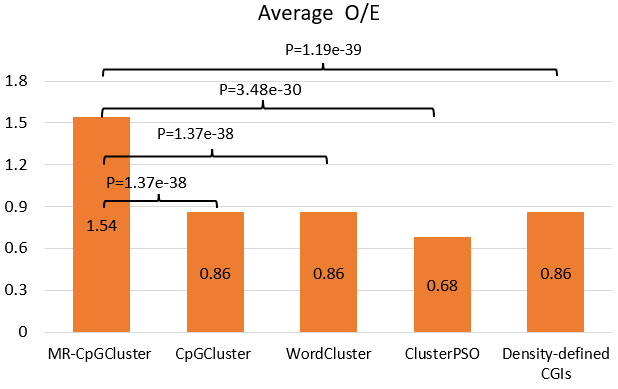 Average O/E
P=1.19e-39
1.8
P=3.48e-30
1.5
P=1.37e-38
1.2
P=1.37e-38
0.9
1.54
0.86
0.86
0.68
0.86
0.6
0.3
0
MR-CpGCluster CpGCluster WordCluster ClusterPSO Density-defined
CGIs